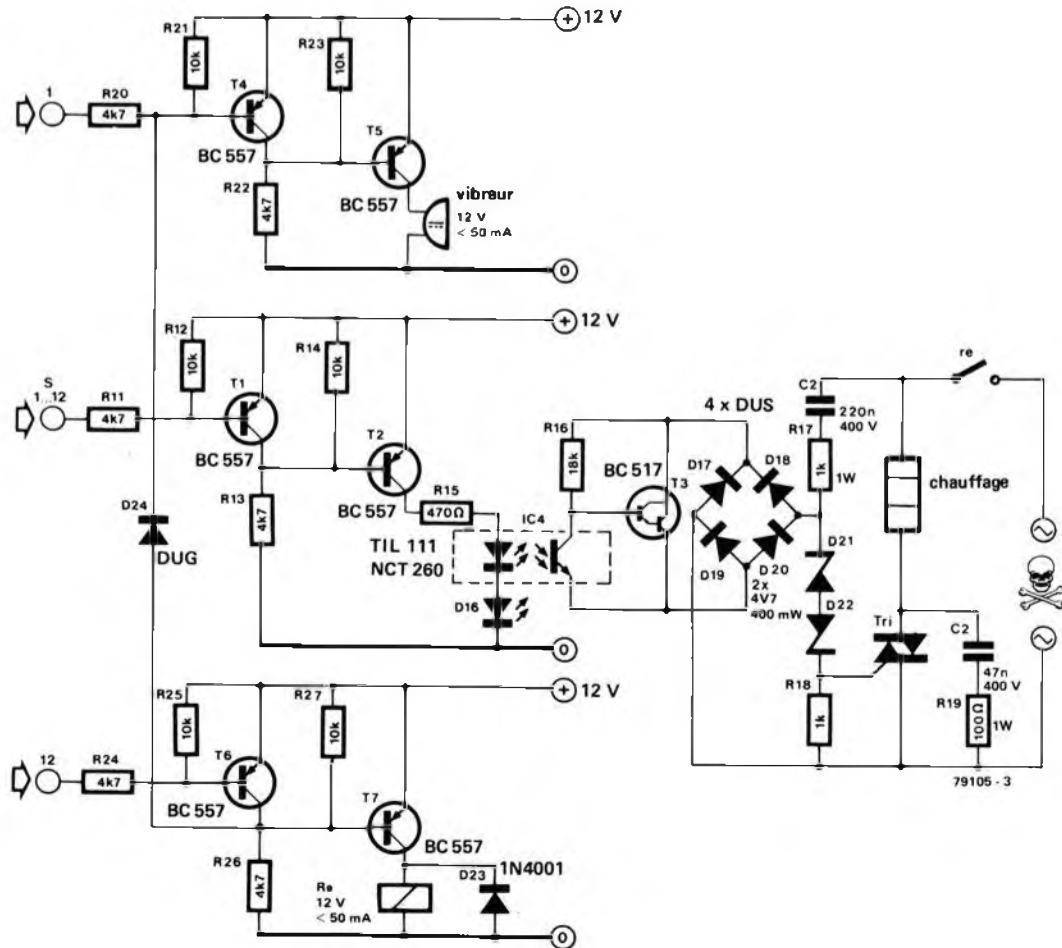 R21
10k
R23
10k
+ 12 V
1
R20
4k7
T4
BC 557
T5
BC 557
R22
4k7
vibreur
12 V
< 50 mA
0
R12
10k
R14
10k
+ 12 V
S
1...12
R11
4k7
T1
BC 557
T2
BC 557
R13
4k7
R15
470Ω
D24
DUG
TIL 111
NCT 260
IC4
D16
0
R16
18k
BC 517
T3
4 x DUS
D17
D18
D19
D20
2x
4V7
400 mW
C2
220n
400 V
R17
1k
1W
D21
D22
R18
1k
re
chauffage
Tri
C2
47n
400 V
R19
100Ω
1W
79105 - 3
R25
10k
R27
10k
+ 12 V
12
R24
4k7
T6
BC 557
T7
BC 557
R26
4k7
Re
12 V
< 50 mA
D23
1N4001
0